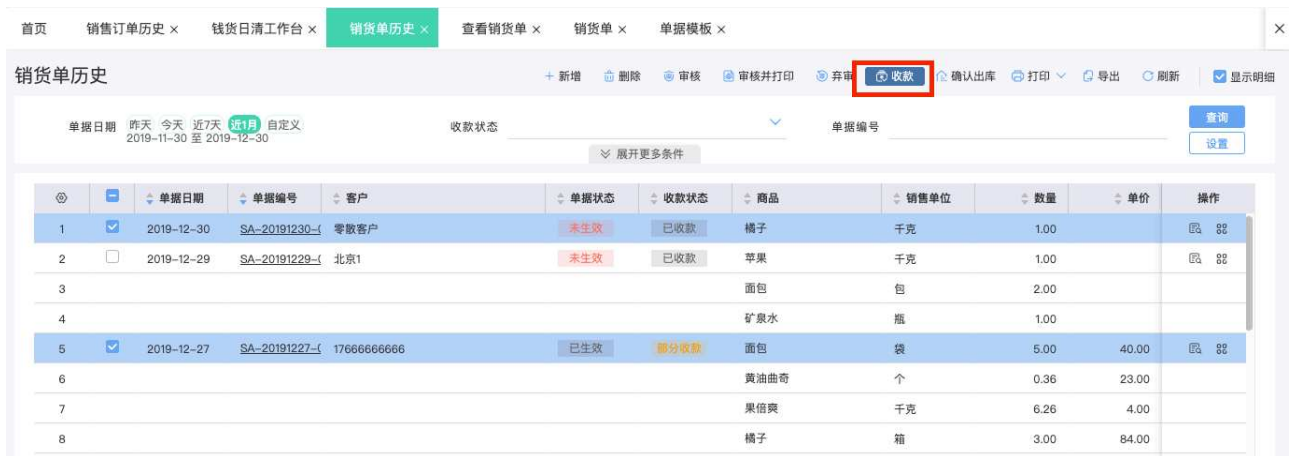 首页 销售订单历史 × 钱货日清工作台 × 销货单历史 × 查看销货单 × 销货单 × 单据模板 × ×
销货单历史 + 新增 删除 审核 审核并打印 弃审 收款 确认出库 打印 导出 刷新 显示明细
单据日期 昨天 今天 近7天 近1月 自定义 收款状态 单据编号 查询
2019-11-30 至 2019-12-30
展开更多条件 设置
单据日期 单据编号 客户 单据状态 收款状态 商品 销售单位 数量 单价 操作
1 2019-12-30 SA-20191230-( 零散客户 未生效 已收款 橘子 千克 1.00
2 2019-12-29 SA-20191229-( 北京1 未生效 已收款 苹果 千克 1.00
3 面包 包 2.00
4 矿泉水 瓶 1.00
5 2019-12-27 SA-20191227-( 17666666666 已生效 部分收款 面包 袋 5.00 40.00
6 黄油曲奇 个 0.36 23.00
7 果倍爽 千克 6.26 4.00
8 橘子 箱 3.00 84.00